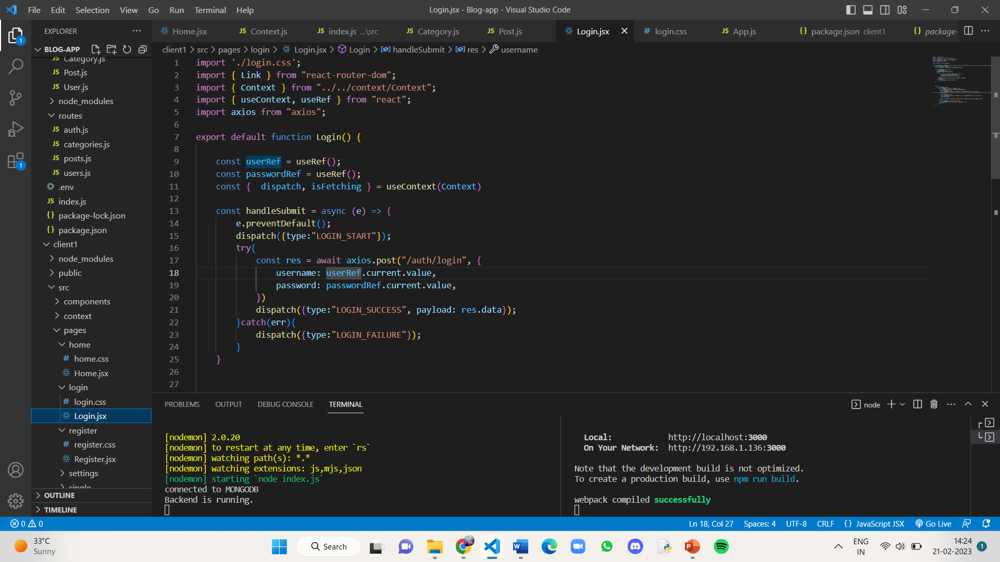 File Edit Selection View Go Run Terminal Help
Login.jsx - Blog-app - Visual Studio Code
EXPLORER
Home.jsx
Context.js
index.js ...\src
Category.js
Post.js
Login.jsx
login.css
App.js
package.json client1
package-
BLOG-APP
client1 > src > pages > login > Login.jsx > Login > handleSubmit > res > username
Category.js
Post.js
User.js
node_modules
routes
auth.js
categories.js
posts.js
users.js
.env
index.js
package-lock.json
package.json
client1
node_modules
public
src
components
context
pages
home
home.css
Home.jsx
login
login.css
Login.jsx
register
register.css
Register.jsx
settings
single
OUTLINE
TIMELINE
1 import './login.css';
2 import { Link } from "react-router-dom";
3 import { Context } from "../../context/Context";
4 import { useContext, useRef } from "react";
5 import axios from "axios";
6
7 export default function Login() {
8
9 const userRef = useRef();
10 const passwordRef = useRef();
11 const {  dispatch, isFetching } = useContext(Context)
12
13 const handleSubmit = async (e) => {
14 e.preventDefault();
15 dispatch({type:"LOGIN_START"});
16 try{
17 const res = await axios.post("/auth/login", {
18 username: userRef.current.value,
19 password: passwordRef.current.value,
20 })
21 dispatch({type:"LOGIN_SUCCESS", payload: res.data});
22 }catch(err){
23 dispatch({type:"LOGIN_FAILURE"});
24 }
25 }
26
27
PROBLEMS OUTPUT DEBUG CONSOLE TERMINAL
node
[nodemon] 2.0.20
[nodemon] to restart at any time, enter `rs`
[nodemon] watching path(s): *.*
[nodemon] watching extensions: js,mjs,json
[nodemon] starting `node index.js`
connected to MONGODB
Backend is running.
Local: http://localhost:3000
On Your Network: http://192.168.1.136:3000
Note that the development build is not optimized.
To create a production build, use npm run build.
webpack compiled successfully
0 0
Ln 18, Col 27 Spaces: 4 UTF-8 CRLF {} JavaScript JSX Go Live
33°C
Sunny
Search
ENG
IN
14:24
21-02-2023
1